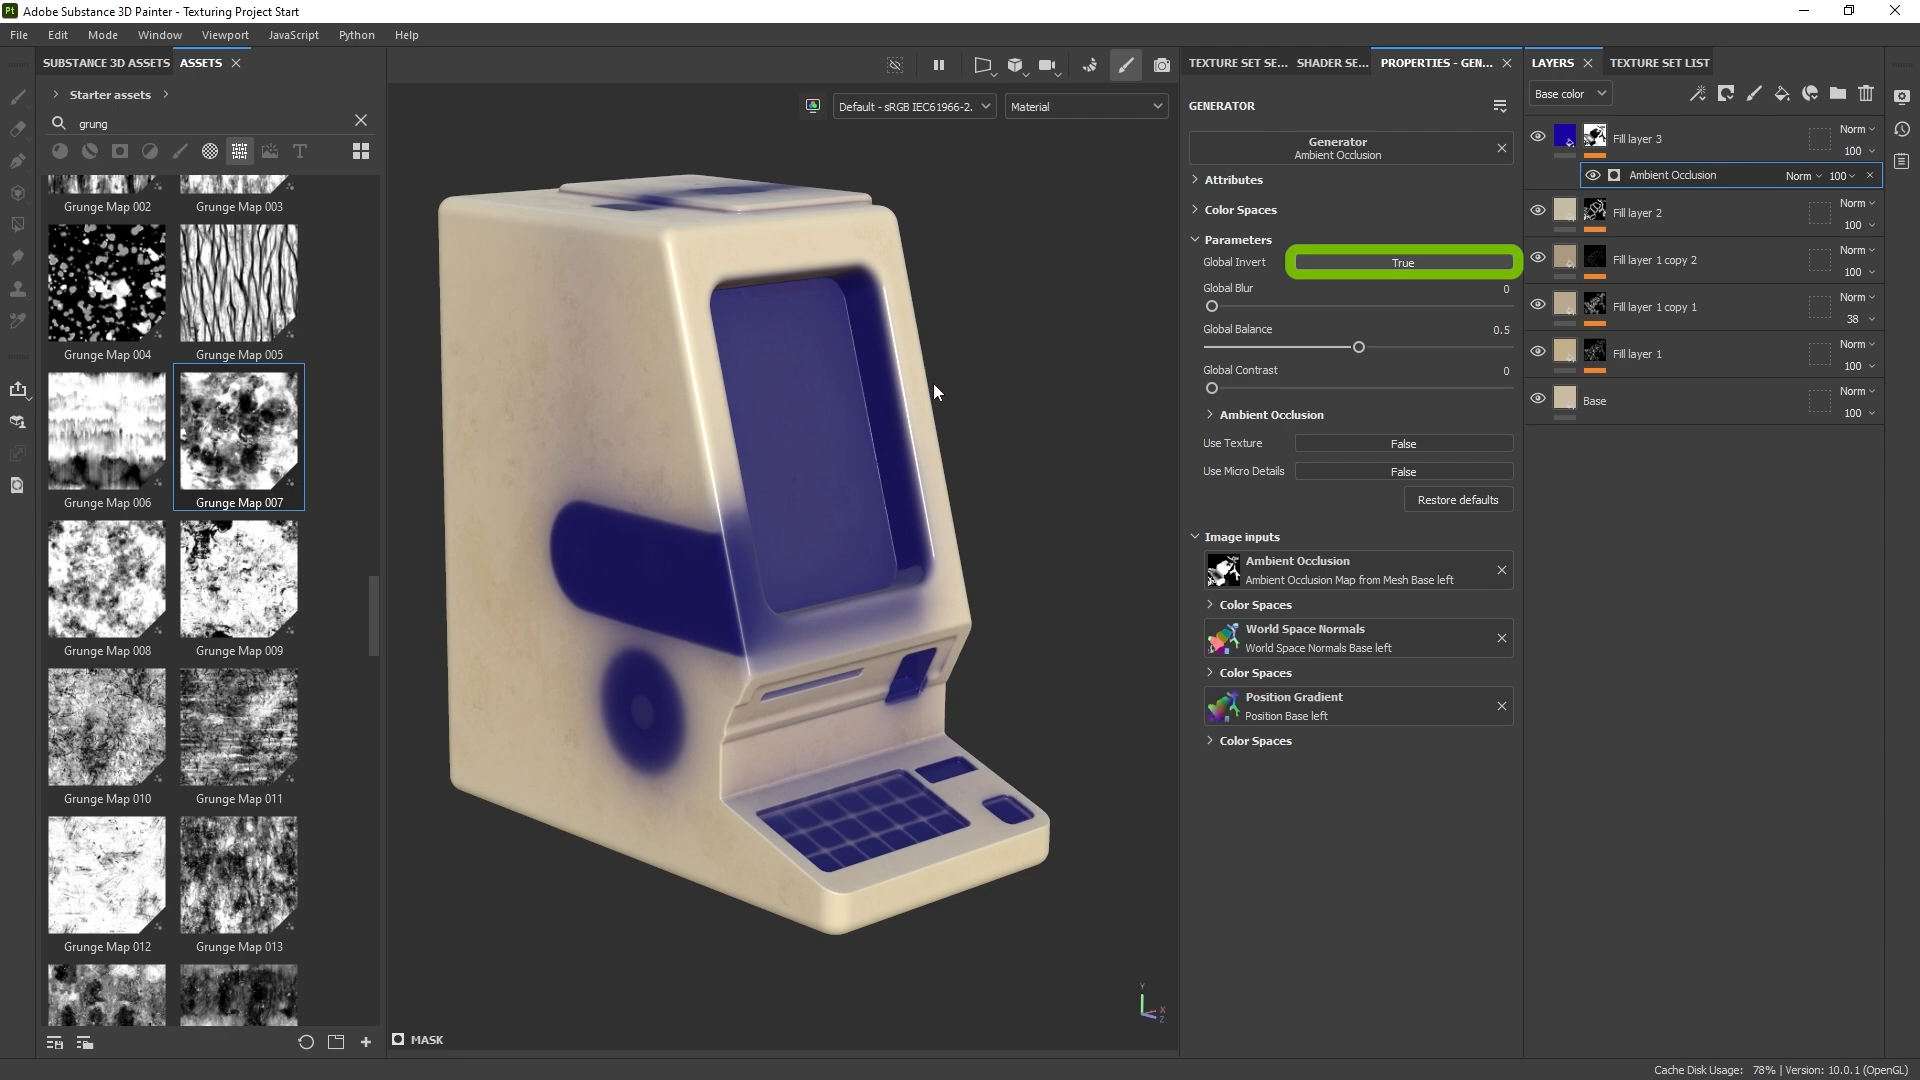 Pt Adobe Substance 3D Painter - Texturing Project Start
File Edit Mode Window Viewport JavaScript Python Help
SUBSTANCE 3D ASSETS ASSETS
Starter assets
grung
Grunge Map 002 Grunge Map 003
Grunge Map 004 Grunge Map 005
Grunge Map 006 Grunge Map 007
Grunge Map 008 Grunge Map 009
Grunge Map 010 Grunge Map 011
Grunge Map 012 Grunge Map 013
Default - sRGB IEC61966-2. Material
Y
X
Z
MASK
TEXTURE SET SE... SHADER SE... PROPERTIES - GEN...
GENERATOR
Generator
Ambient Occlusion
Attributes
Color Spaces
Parameters
Global Invert True
Global Blur 0
Global Balance 0.5
Global Contrast 0
Ambient Occlusion
Use Texture False
Use Micro Details False
Restore defaults
Image inputs
Ambient Occlusion
Ambient Occlusion Map from Mesh Base left
Color Spaces
World Space Normals
World Space Normals Base left
Color Spaces
Position Gradient
Position Base left
Color Spaces
LAYERS TEXTURE SET LIST
Base color
Fill layer 3 Norm
100
Ambient Occlusion Norm 100
Fill layer 2 Norm
100
Fill layer 1 copy 2 Norm
100
Fill layer 1 copy 1 Norm
38
Fill layer 1 Norm
100
Base Norm
100
Cache Disk Usage: 78% | Version: 10.0.1 (OpenGL)